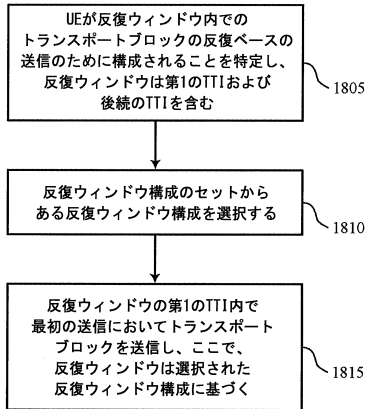 UEが反復ウィンドウ内での
トランスポートブロックの反復ベースの
送信のために構成されることを特定し、
反復ウィンドウは第1のTTIおよび
後続のTTIを含む
1805
反復ウィンドウ構成のセットから
ある反復ウィンドウ構成を選択する
1810
反復ウィンドウの第1のTTI内で
最初の送信においてトランスポート
ブロックを送信し、ここで、
反復ウィンドウは選択された
反復ウィンドウ構成に基づく
1815